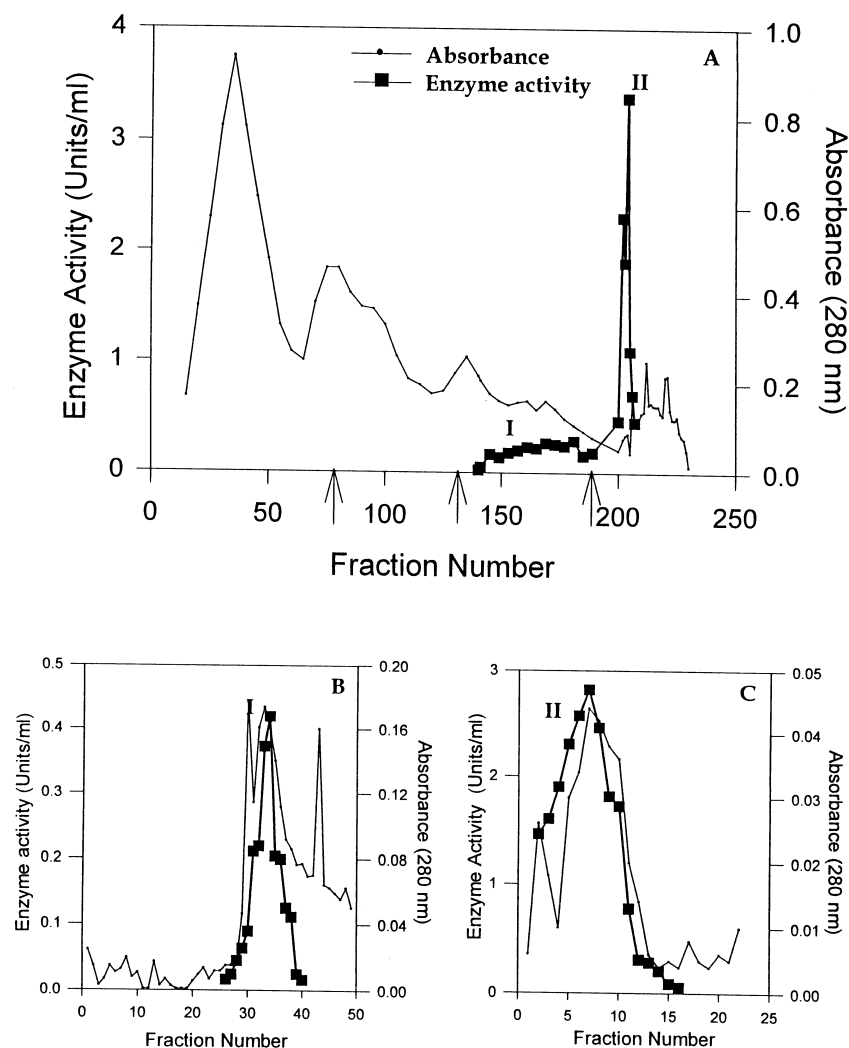 A
Absorbance
Enzyme activity
II
I
4
3
2
1
0
Enzyme Activity (Units/ml)
1.0
0.8
0.6
0.4
0.2
0.0
Absorbance (280 nm)
0 50 100 150 200 250
Fraction Number
B
I
0.5
0.4
0.3
0.2
0.1
0.0
Enzyme activity (Units/ml)
0.20
0.16
0.12
0.08
0.04
0.00
Absorbance (280 nm)
0 10 20 30 40 50
Fraction Number
C
II
3
2
1
0
Enzyme Activity (Units/ml)
0.05
0.04
0.03
0.02
0.01
0.00
Absorbance (280 nm)
0 5 10 15 20 25
Fraction Number